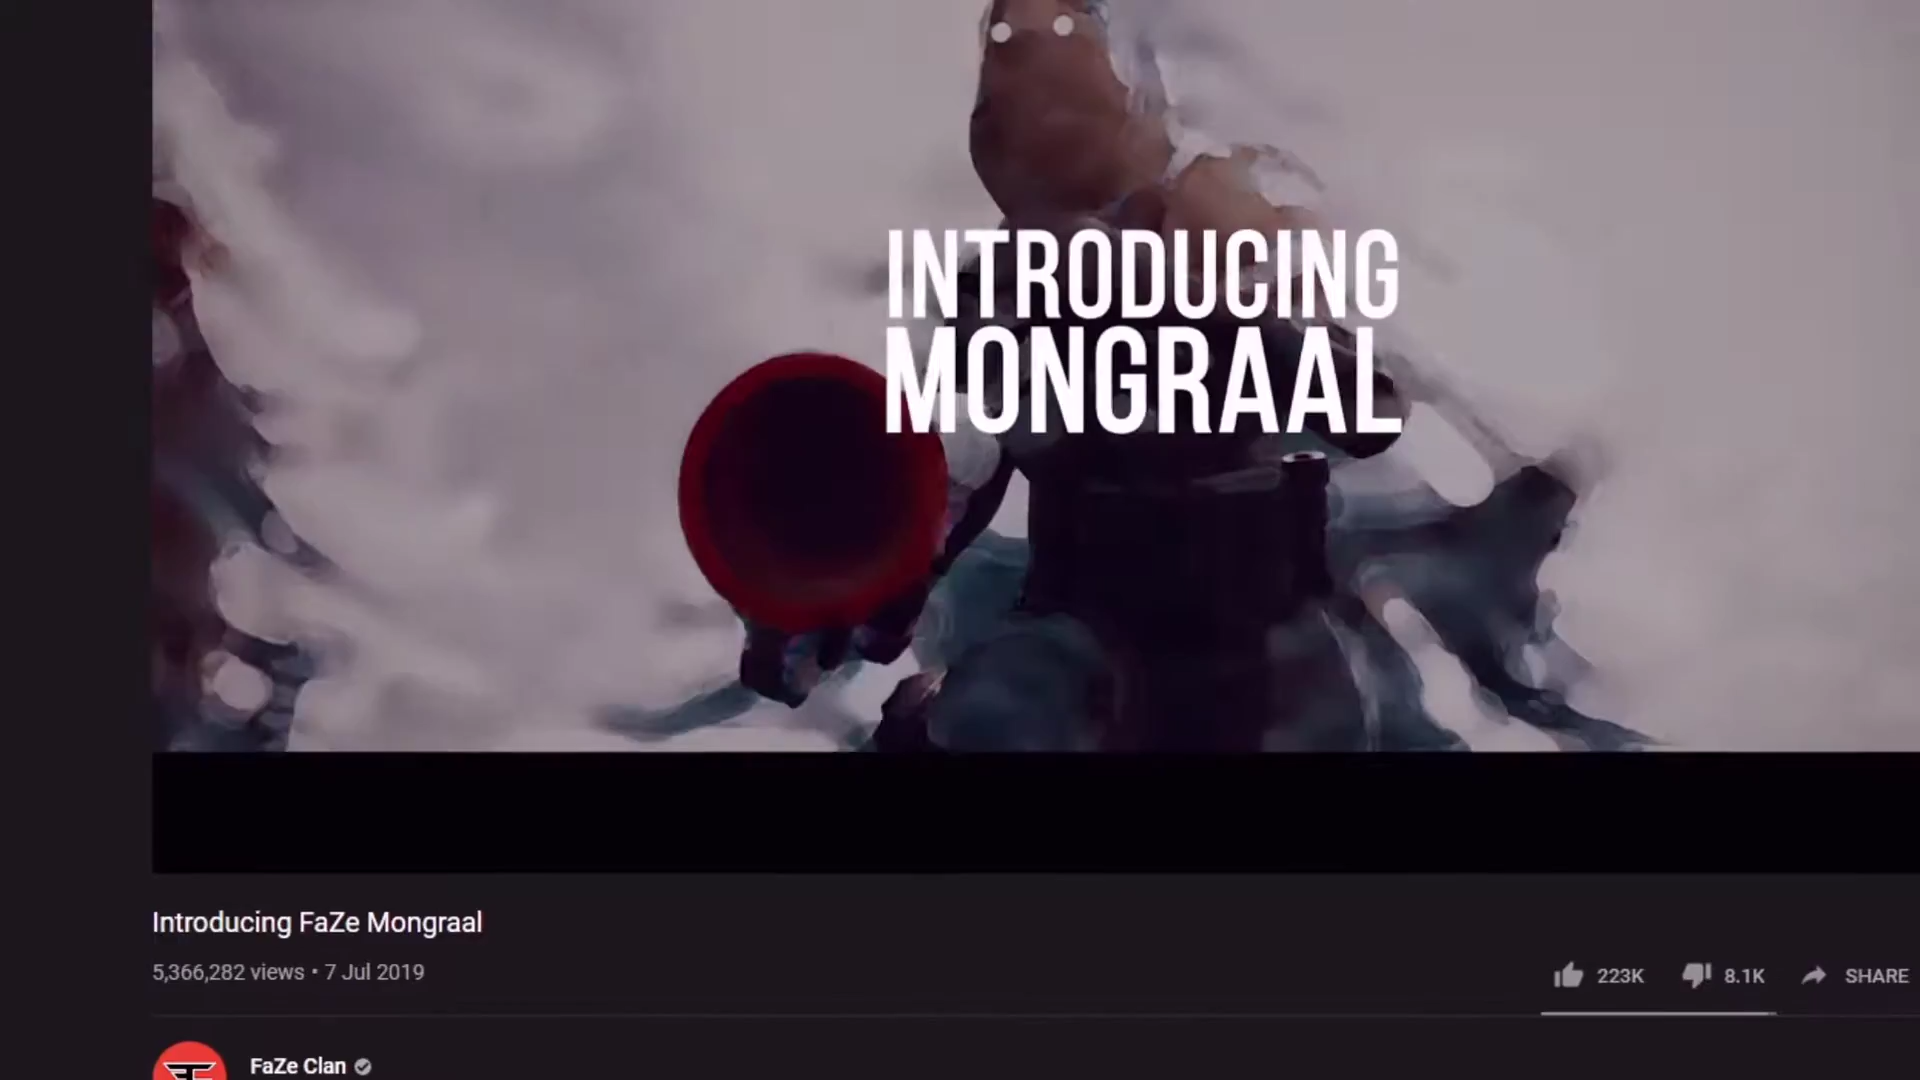 INTRODUCING
MONGRAAL
Introducing FaZe Mongraal
5,366,282 views • 7 Jul 2019
223K
8.1K
SHARE
FaZe Clan